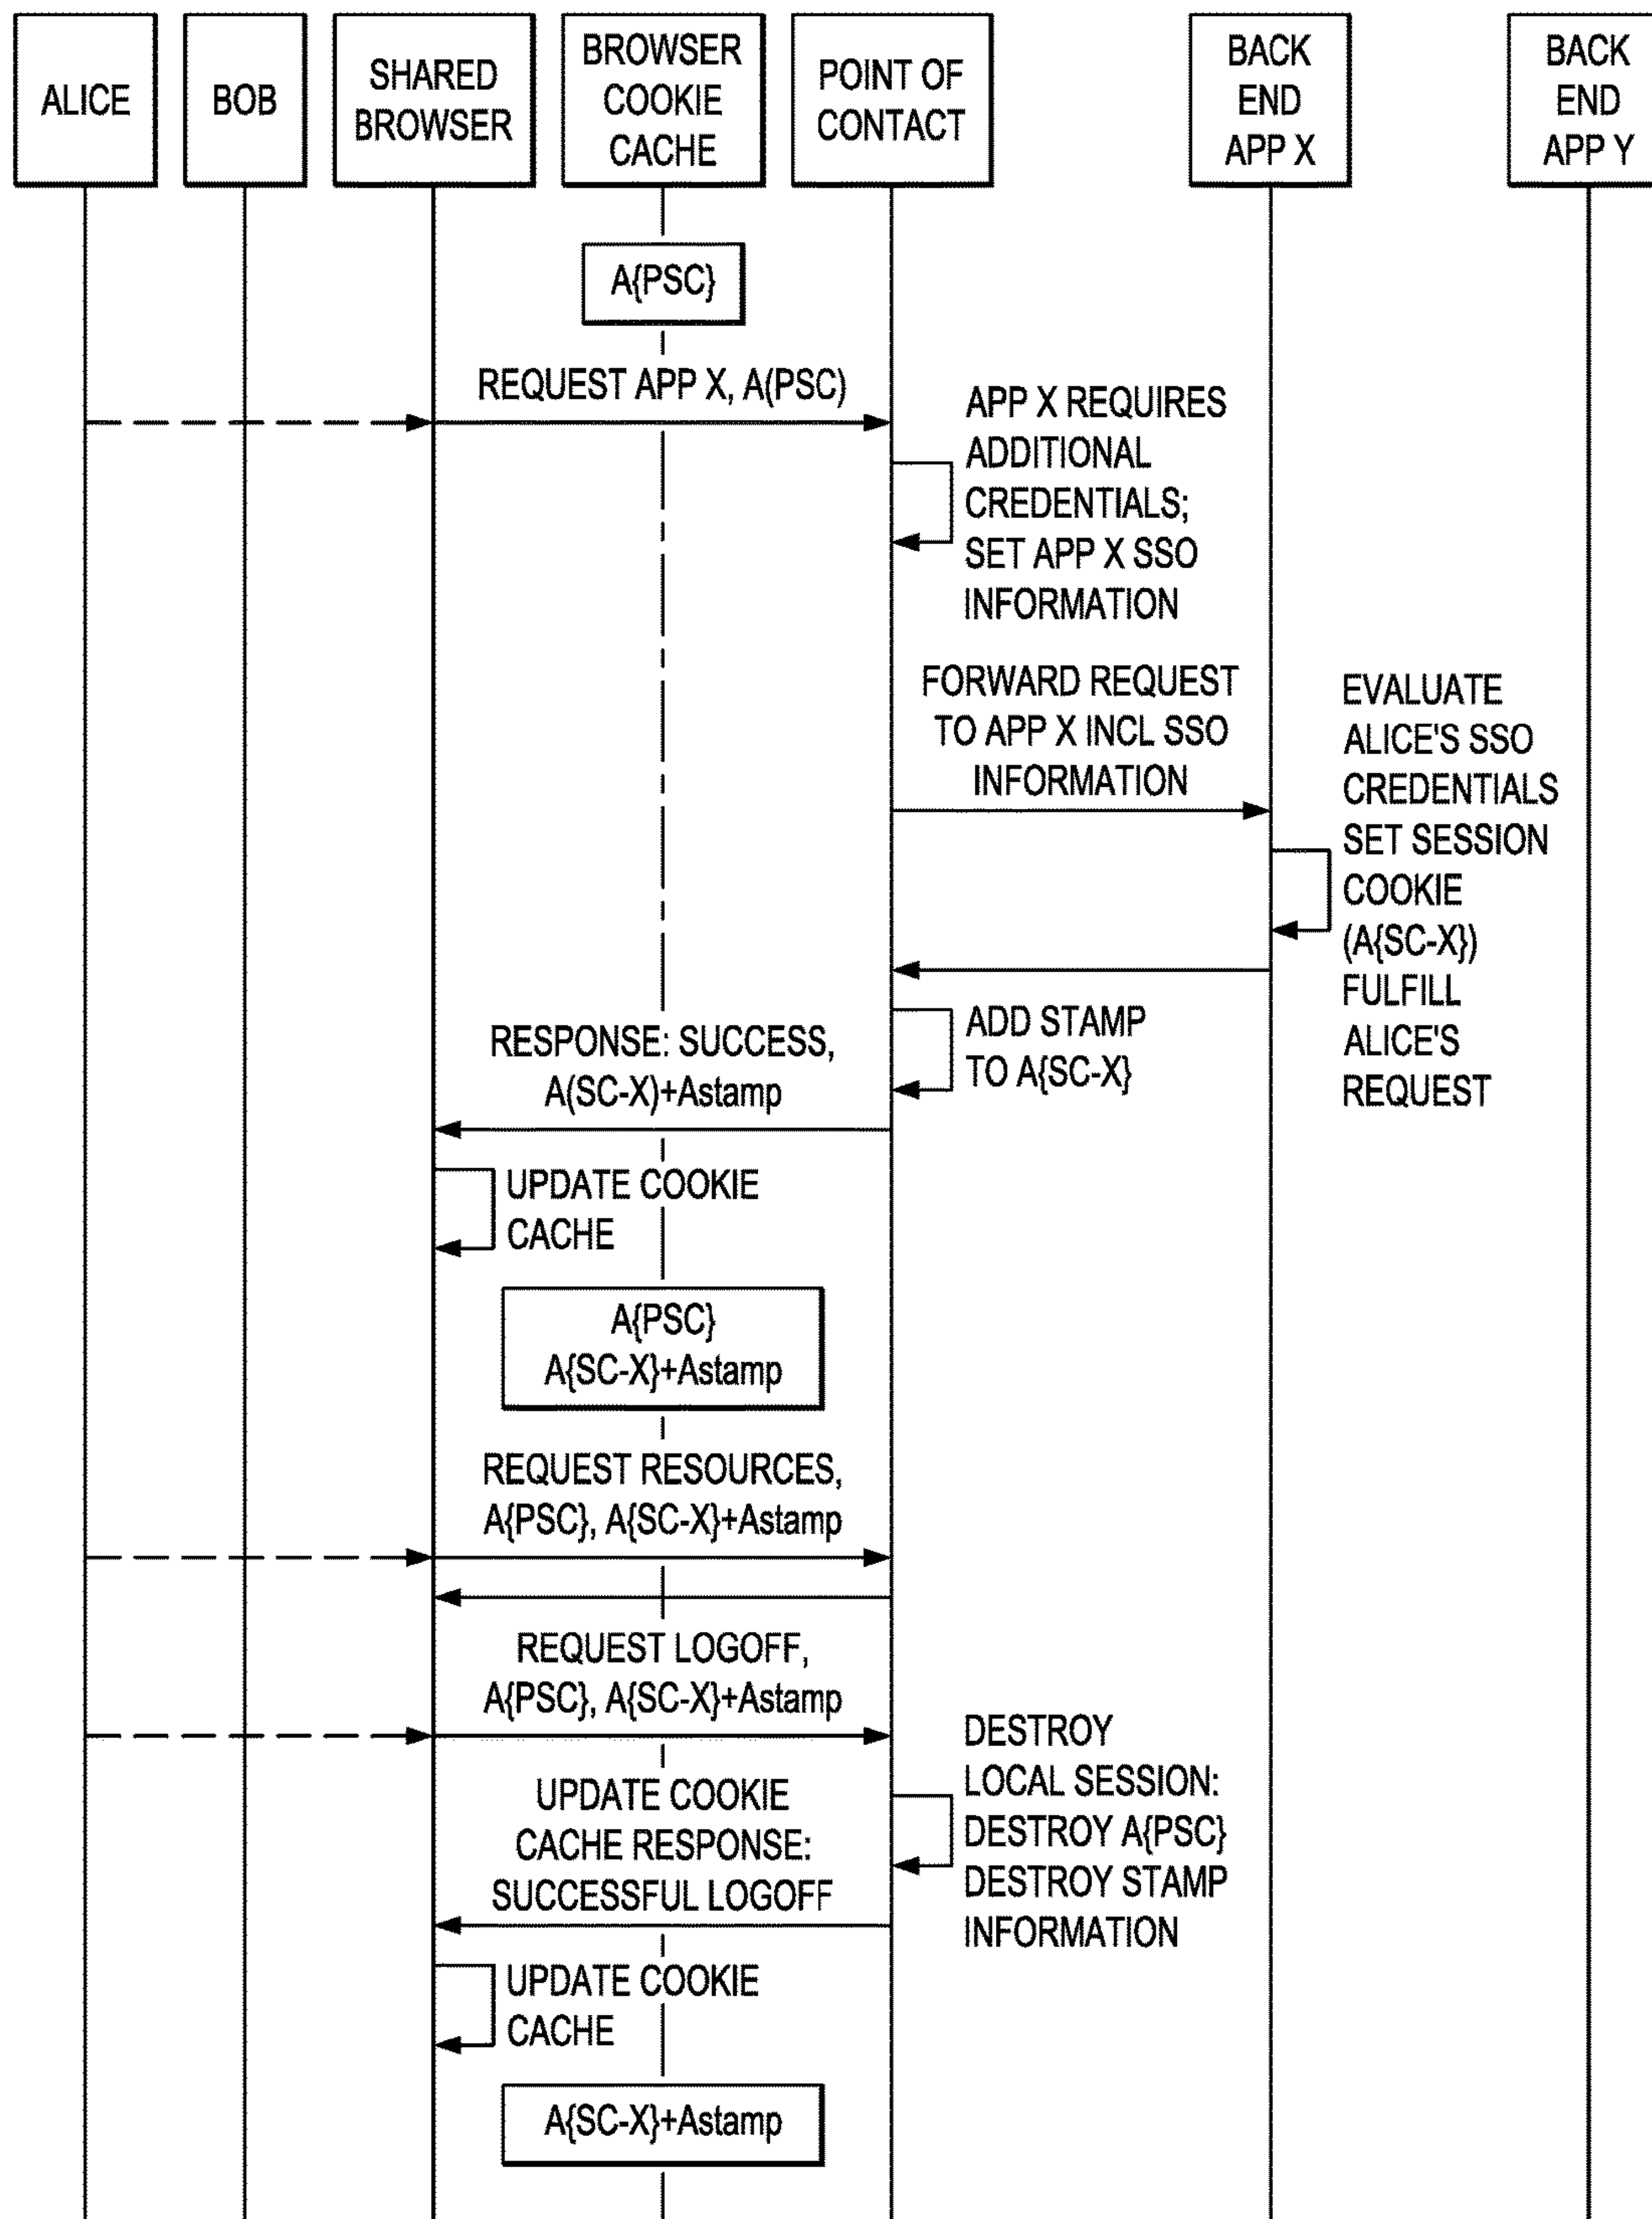 ALICE
BOB
SHARED
BROWSER
BROWSER
COOKIE
CACHE
POINT OF
CONTACT
BACK
END
APP X
BACK
END
APP Y
A{PSC}
REQUEST APP X, A(PSC)
APP X REQUIRES
ADDITIONAL
CREDENTIALS;
SET APP X SSO
INFORMATION
FORWARD REQUEST
TO APP X INCL SSO
INFORMATION
EVALUATE
ALICE'S SSO
CREDENTIALS
SET SESSION
COOKIE
(A{SC-X})
FULFILL
ALICE'S
REQUEST
ADD STAMP
TO A{SC-X}
RESPONSE: SUCCESS,
A(SC-X)+Astamp
UPDATE COOKIE
CACHE
A{PSC}
A{SC-X}+Astamp
REQUEST RESOURCES,
A{PSC}, A{SC-X}+Astamp
REQUEST LOGOFF,
A{PSC}, A{SC-X}+Astamp
DESTROY
LOCAL SESSION:
DESTROY A{PSC}
DESTROY STAMP
INFORMATION
UPDATE COOKIE
CACHE RESPONSE:
SUCCESSFUL LOGOFF
UPDATE COOKIE
CACHE
A{SC-X}+Astamp